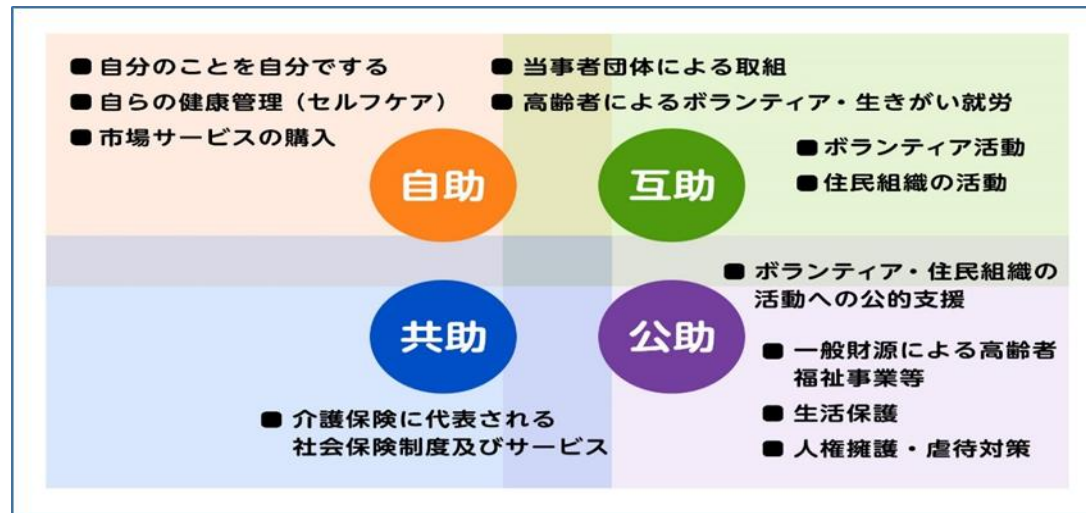 ■ 自分のことを自分でする
■ 自らの健康管理（セルフケア）
■ 市場サービスの購入
自助
■ 当事者団体による取組
■ 高齢者によるボランティア・生きがい就労
■ ボランティア活動
■ 住民組織の活動
互助
共助
■ 介護保険に代表される
社会保険制度及びサービス
公助
■ ボランティア・住民組織の
活動への公的支援
■ 一般財源による高齢者
福祉事業等
■ 生活保護
■ 人権擁護・虐待対策